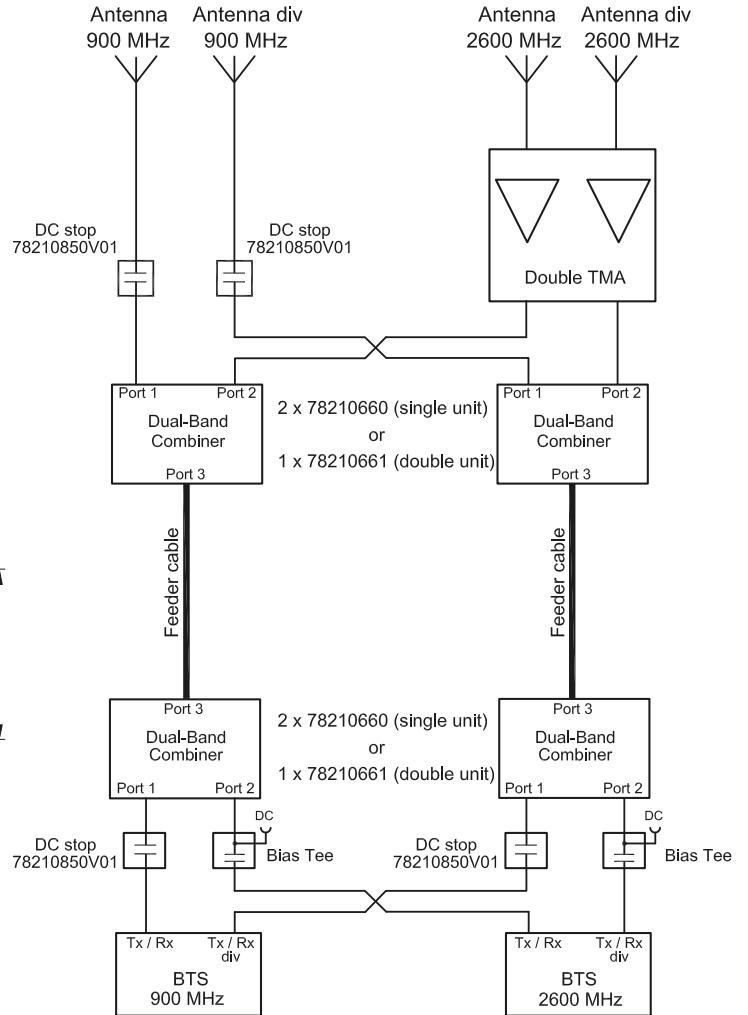 Antenna
900 MHz
Antenna div
900 MHz
Antenna
2600 MHz
Antenna div
2600 MHz
DC stop
78210850V01
DC stop
78210850V01
Double TMA
Port 1
Port 2
Dual-Band
Combiner
Port 3
2 x 78210660 (single unit)
or
1 x 78210661 (double unit)
Port 1
Port 2
Dual-Band
Combiner
Port 3
Feeder cable
Feeder cable
Port 3
Dual-Band
Combiner
Port 1
Port 2
2 x 78210660 (single unit)
or
1 x 78210661 (double unit)
Port 3
Dual-Band
Combiner
Port 1
Port 2
DC stop
78210850V01
DC
Bias Tee
DC stop
78210850V01
DC
Bias Tee
Tx / Rx
Tx / Rx
div
BTS
900 MHz
Tx / Rx
Tx / Rx
div
BTS
2600 MHz